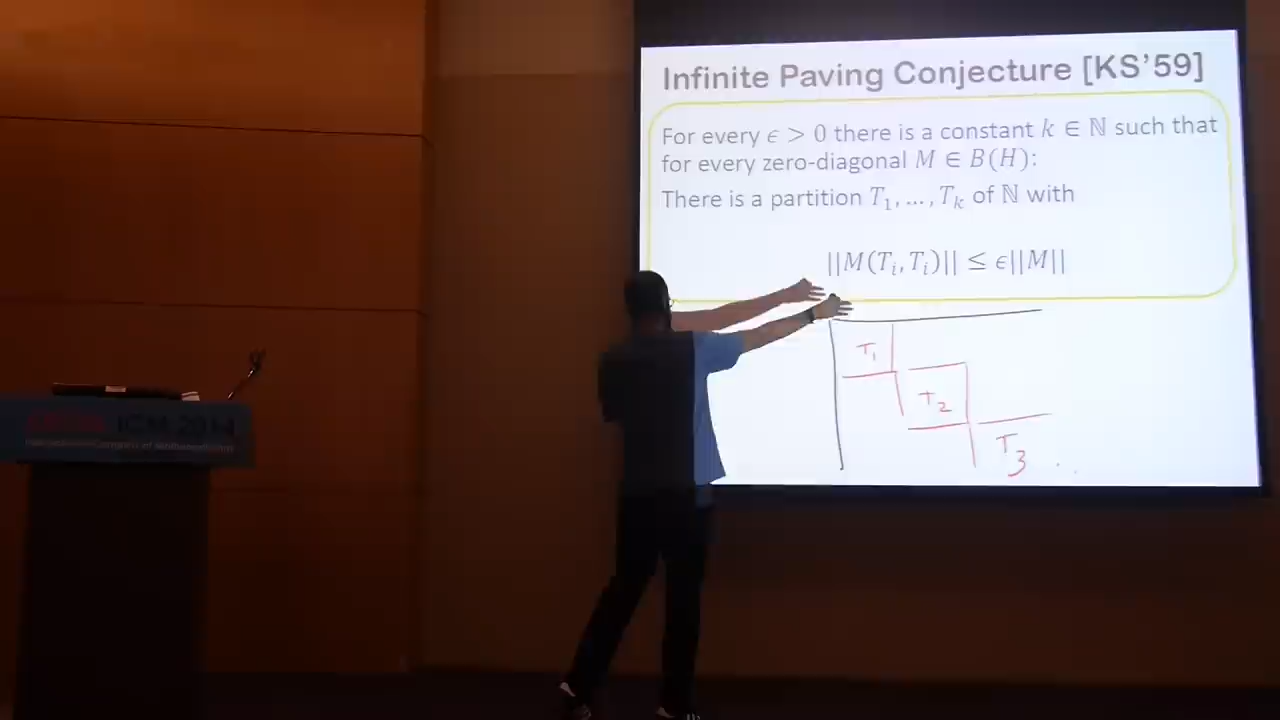 Infinite Paving Conjecture [KS'59]
For every ϵ > 0 there is a constant k ∈ ℕ such that
for every zero-diagonal M ∈ B(H):
There is a partition T₁, …, Tₖ of ℕ with
||M(Tᵢ, Tᵢ)|| ≤ ϵ||M||
T₁
T₂
T₃ ..
ICM 2014